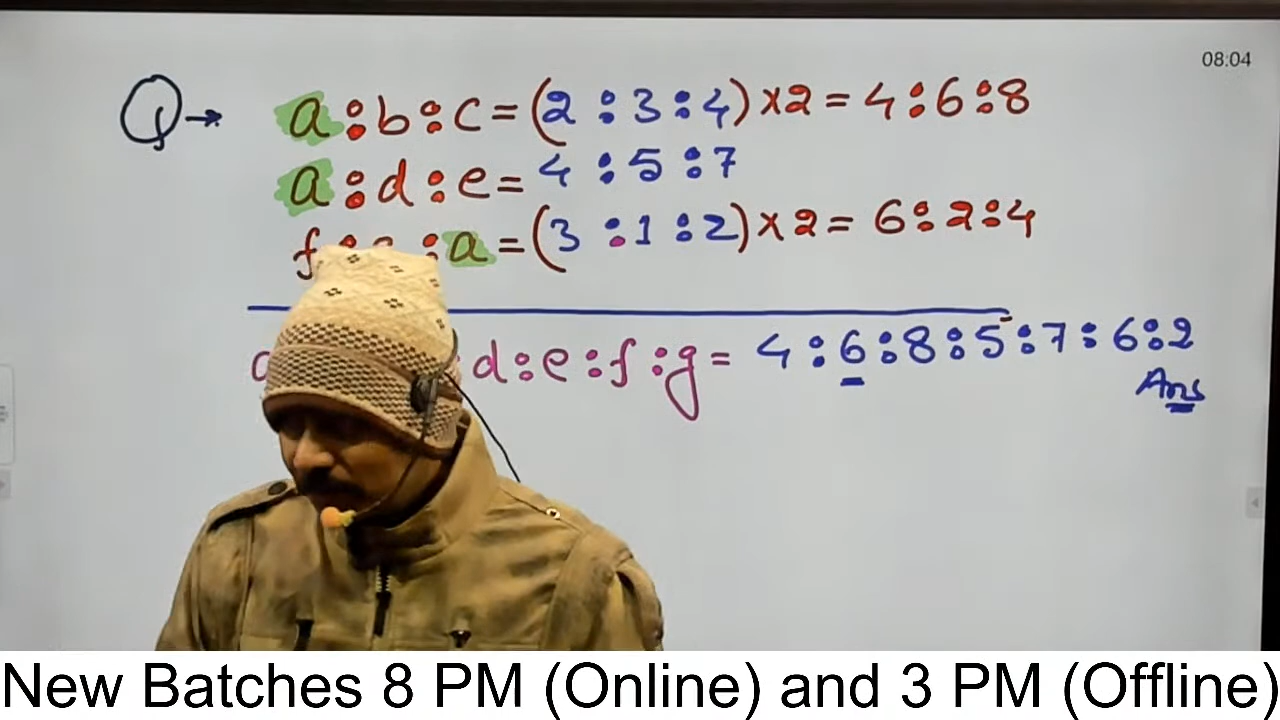 08:04
Q→ a:b:c=(2:3:4)×2=4:6:8
a:d:e=4:5:7
f: :a=(3:1:2)×2=6:2:4
d:e:f:g=4:6:8:5:7:6:2
Ans
New Batches 8 PM (Online) and 3 PM (Offline)